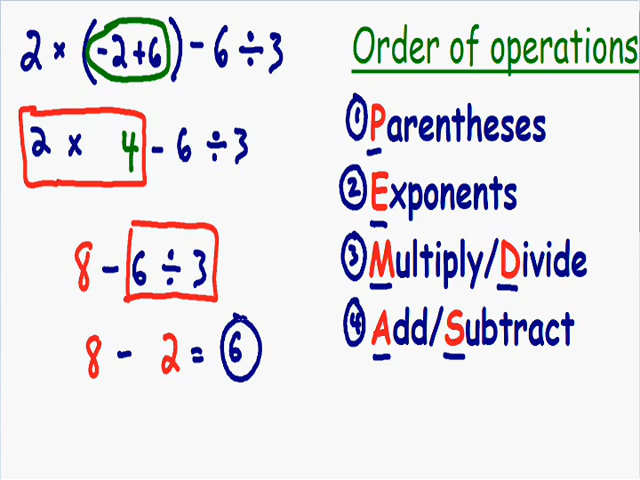 2 × (-2+6) - 6 ÷ 3
2 × 4 - 6 ÷ 3
8 - 6 ÷ 3
8 - 2 = 6
Order of operations
1 Parentheses
2 Exponents
3 Multiply/Divide
4 Add/Subtract